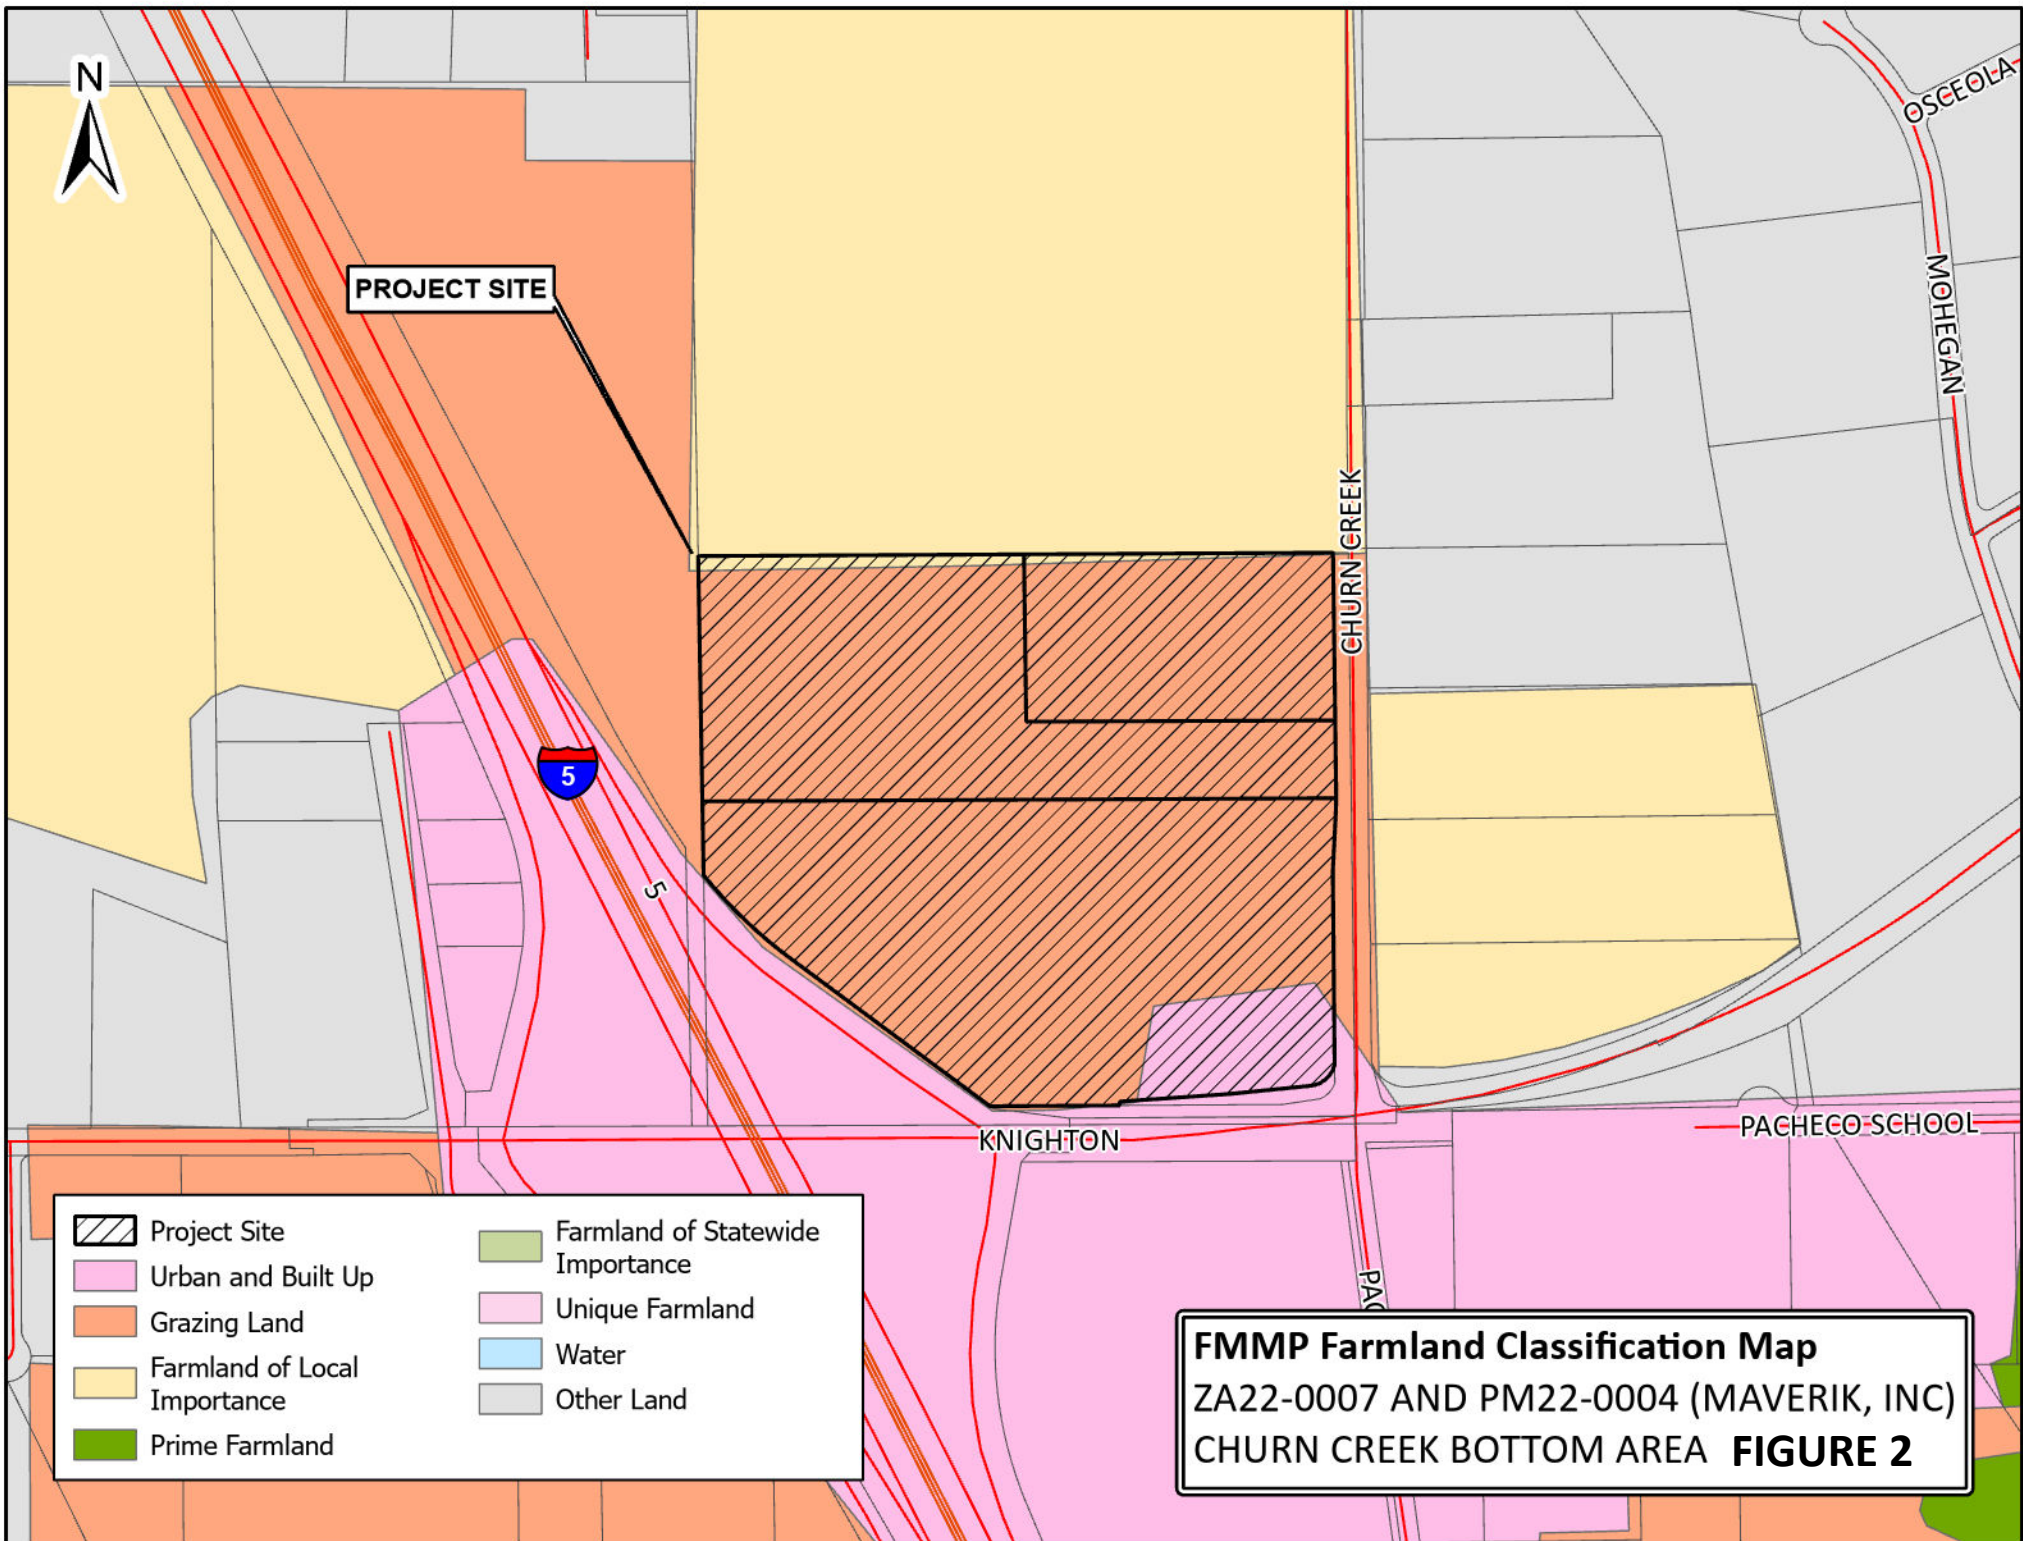 N
OSCEOLA
MOHEGAN
PROJECT SITE
CHURN CREEK
5
5
KNIGHTON
PACHECO SCHOOL
PAC
Project Site
Urban and Built Up
Grazing Land
Farmland of Local
Importance
Prime Farmland
Farmland of Statewide
Importance
Unique Farmland
Water
Other Land
FMMP Farmland Classification Map
ZA22-0007 AND PM22-0004 (MAVERIK, INC)
CHURN CREEK BOTTOM AREA FIGURE 2